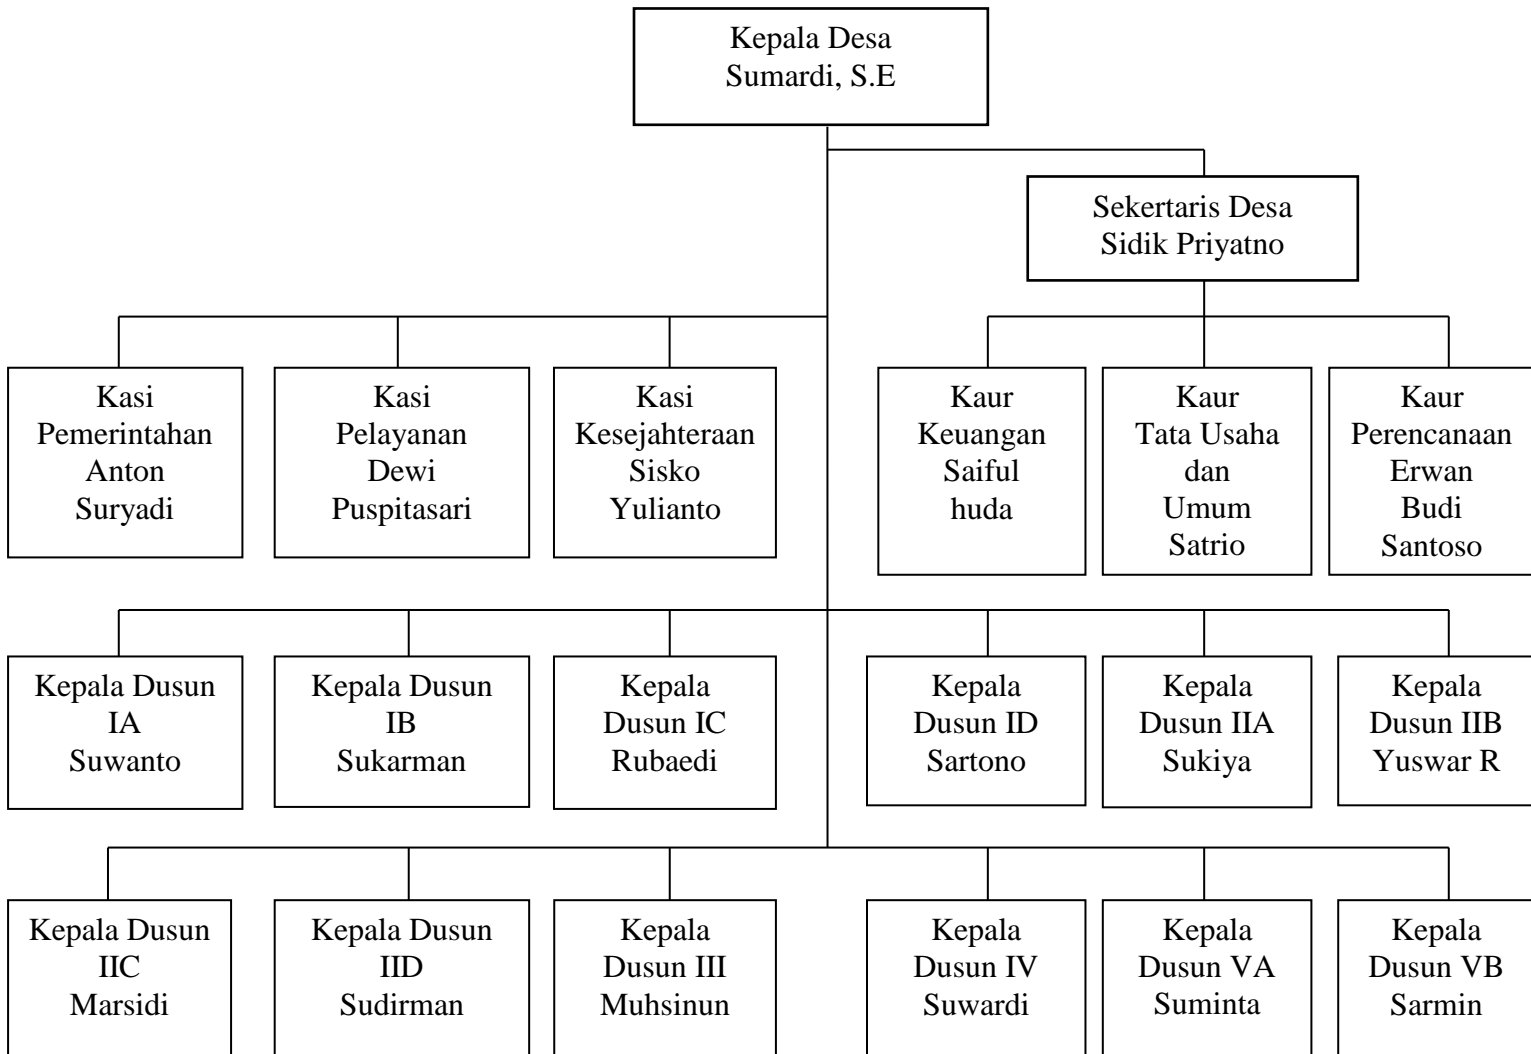 Kepala Desa
Sumardi, S.E
Sekertaris Desa
Sidik Priyatno
Kasi
Pemerintahan
Anton
Suryadi
Kasi
Pelayanan
Dewi
Puspitasari
Kasi
Kesejahteraan
Sisko
Yulianto
Kaur
Keuangan
Saiful
huda
Kaur
Tata Usaha
dan
Umum
Satrio
Kaur
Perencanaan
Erwan
Budi
Santoso
Kepala Dusun
IA
Suwanto
Kepala Dusun
IB
Sukarman
Kepala
Dusun IC
Rubaedi
Kepala
Dusun ID
Sartono
Kepala
Dusun IIA
Sukiya
Kepala
Dusun IIB
Yuswar R
Kepala Dusun
IIC
Marsidi
Kepala Dusun
IID
Sudirman
Kepala
Dusun III
Muhsinun
Kepala
Dusun IV
Suwardi
Kepala
Dusun VA
Suminta
Kepala
Dusun VB
Sarmin